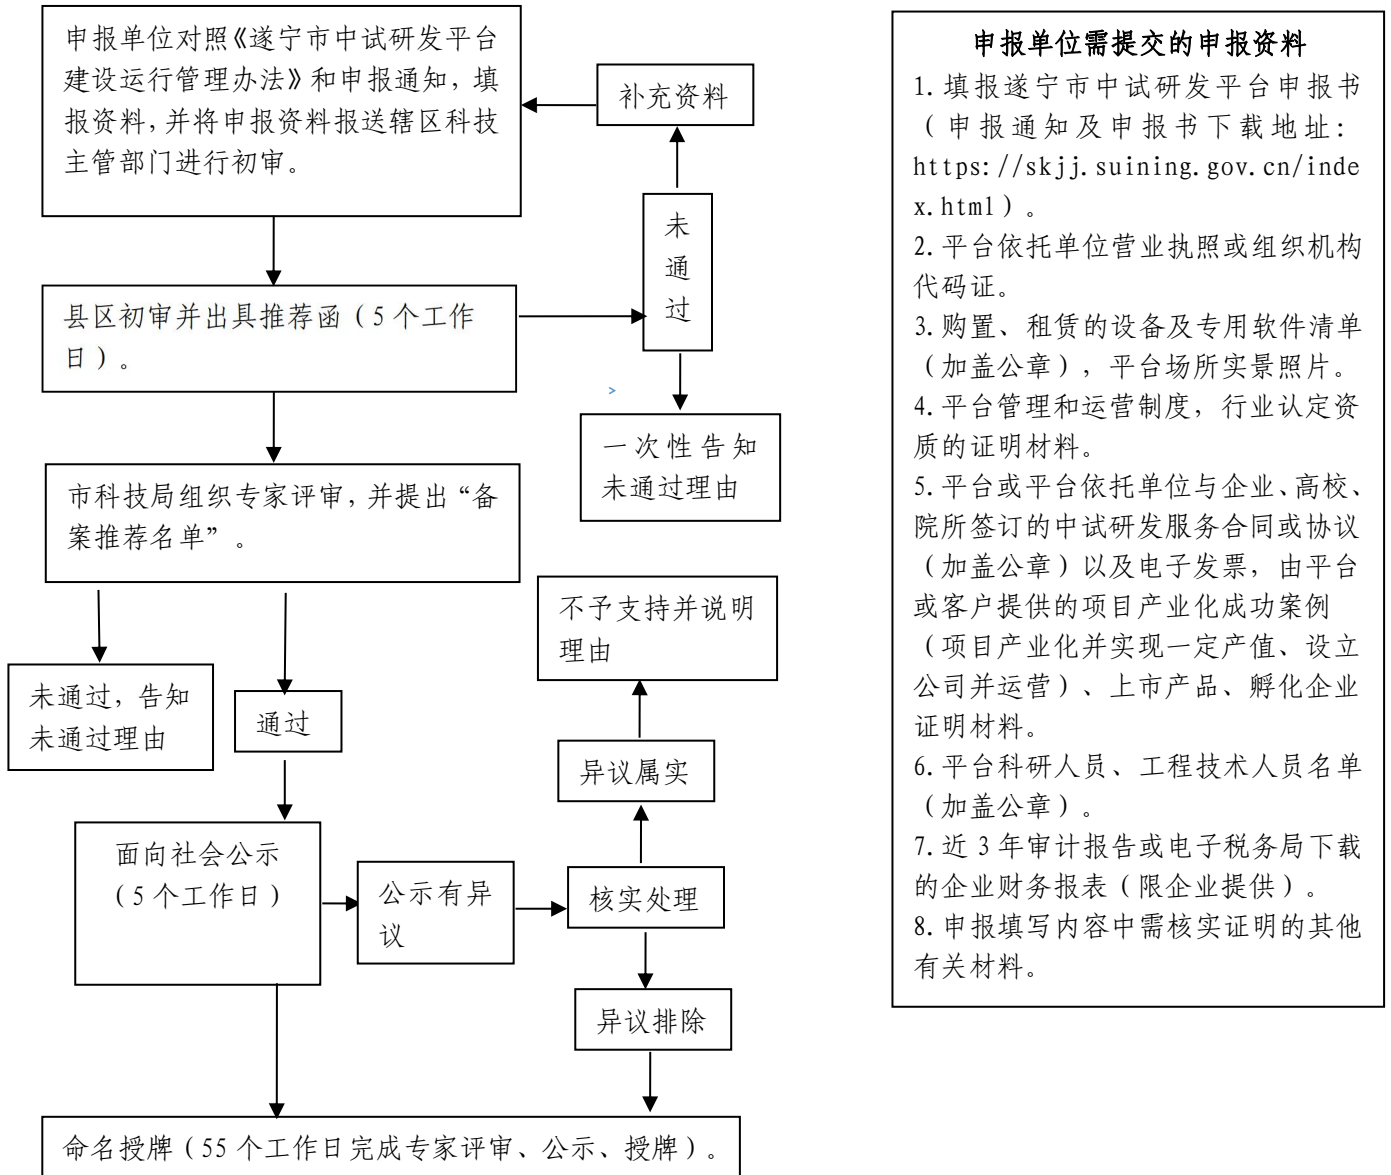 申报单位对照《遂宁市中试研发平台
建设运行管理办法》和申报通知，填
报资料，并将申报资料报送辖区科技
主管部门进行初审。
补充资料
未
通
过
县区初审并出具推荐函（5 个工作
日）。
>
一次性告知
未通过理由
市科技局组织专家评审，并提出“备
案推荐名单”。
不予支持并说明
理由
未通过，告知
未通过理由
通过
异议属实
面向社会公示
（5 个工作日）
公示有异
议
核实处理
异议排除
命名授牌（55 个工作日完成专家评审、公示、授牌）。
申报单位需提交的申报资料
1.填报遂宁市中试研发平台申报书
（申报通知及申报书下载地址：
https://skjj.suining.gov.cn/inde
x.html）。
2.平台依托单位营业执照或组织机构
代码证。
3.购置、租赁的设备及专用软件清单
（加盖公章），平台场所实景照片。
4.平台管理和运营制度，行业认定资
质的证明材料。
5.平台或平台依托单位与企业、高校、
院所签订的中试研发服务合同或协议
（加盖公章）以及电子发票，由平台
或客户提供的项目产业化成功案例
（项目产业化并实现一定产值、设立
公司并运营）、上市产品、孵化企业
证明材料。
6.平台科研人员、工程技术人员名单
（加盖公章）。
7.近 3 年审计报告或电子税务局下载
的企业财务报表（限企业提供）。
8.申报填写内容中需核实证明的其他
有关材料。